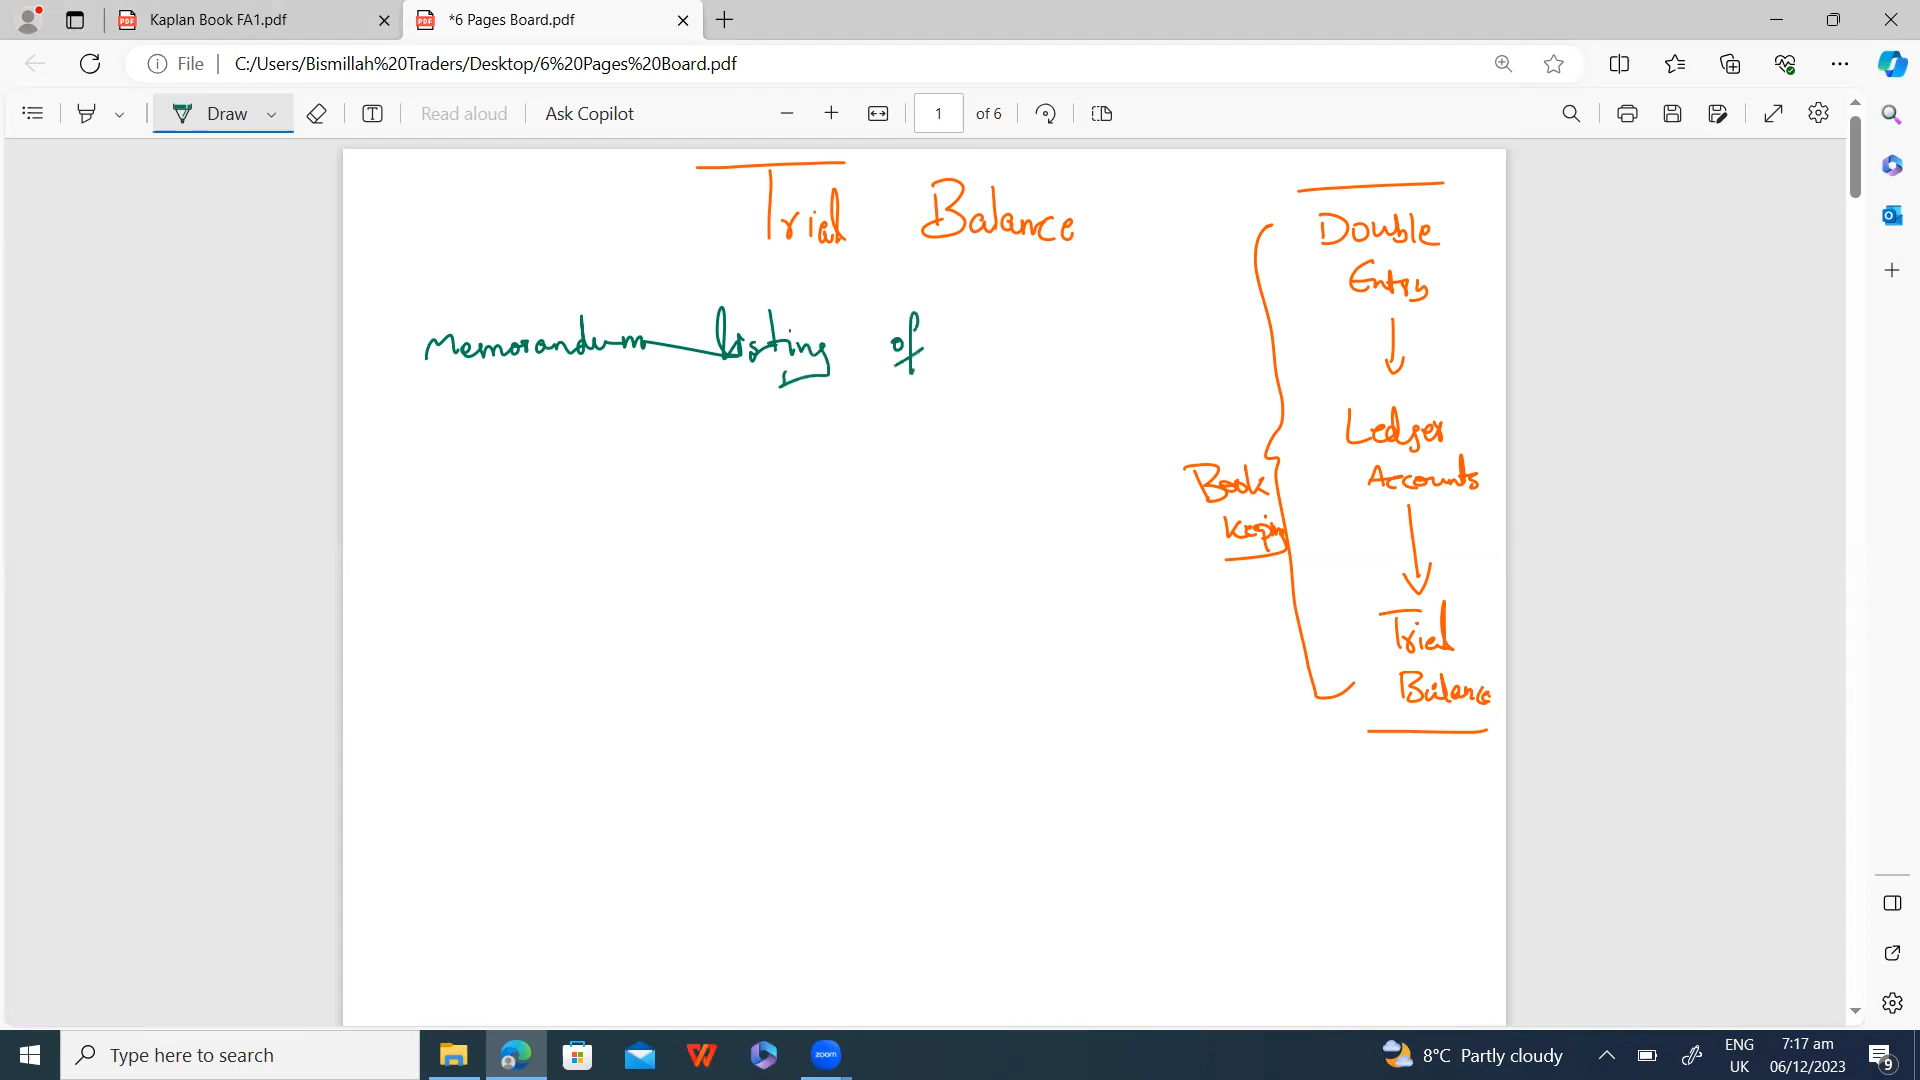 Kaplan Book FA1.pdf
*6 Pages Board.pdf
File
C:/Users/Bismillah%20Traders/Desktop/6%20Pages%20Board.pdf
Draw
Read aloud
Ask Copilot
1 of 6
Trial Balance
memorandum listing of
Double
Entry
Ledger
Accounts
Book
Trial
Balance
Type here to search
zoom
8°C Partly cloudy
ENG
UK
7:17 am
06/12/2023
9